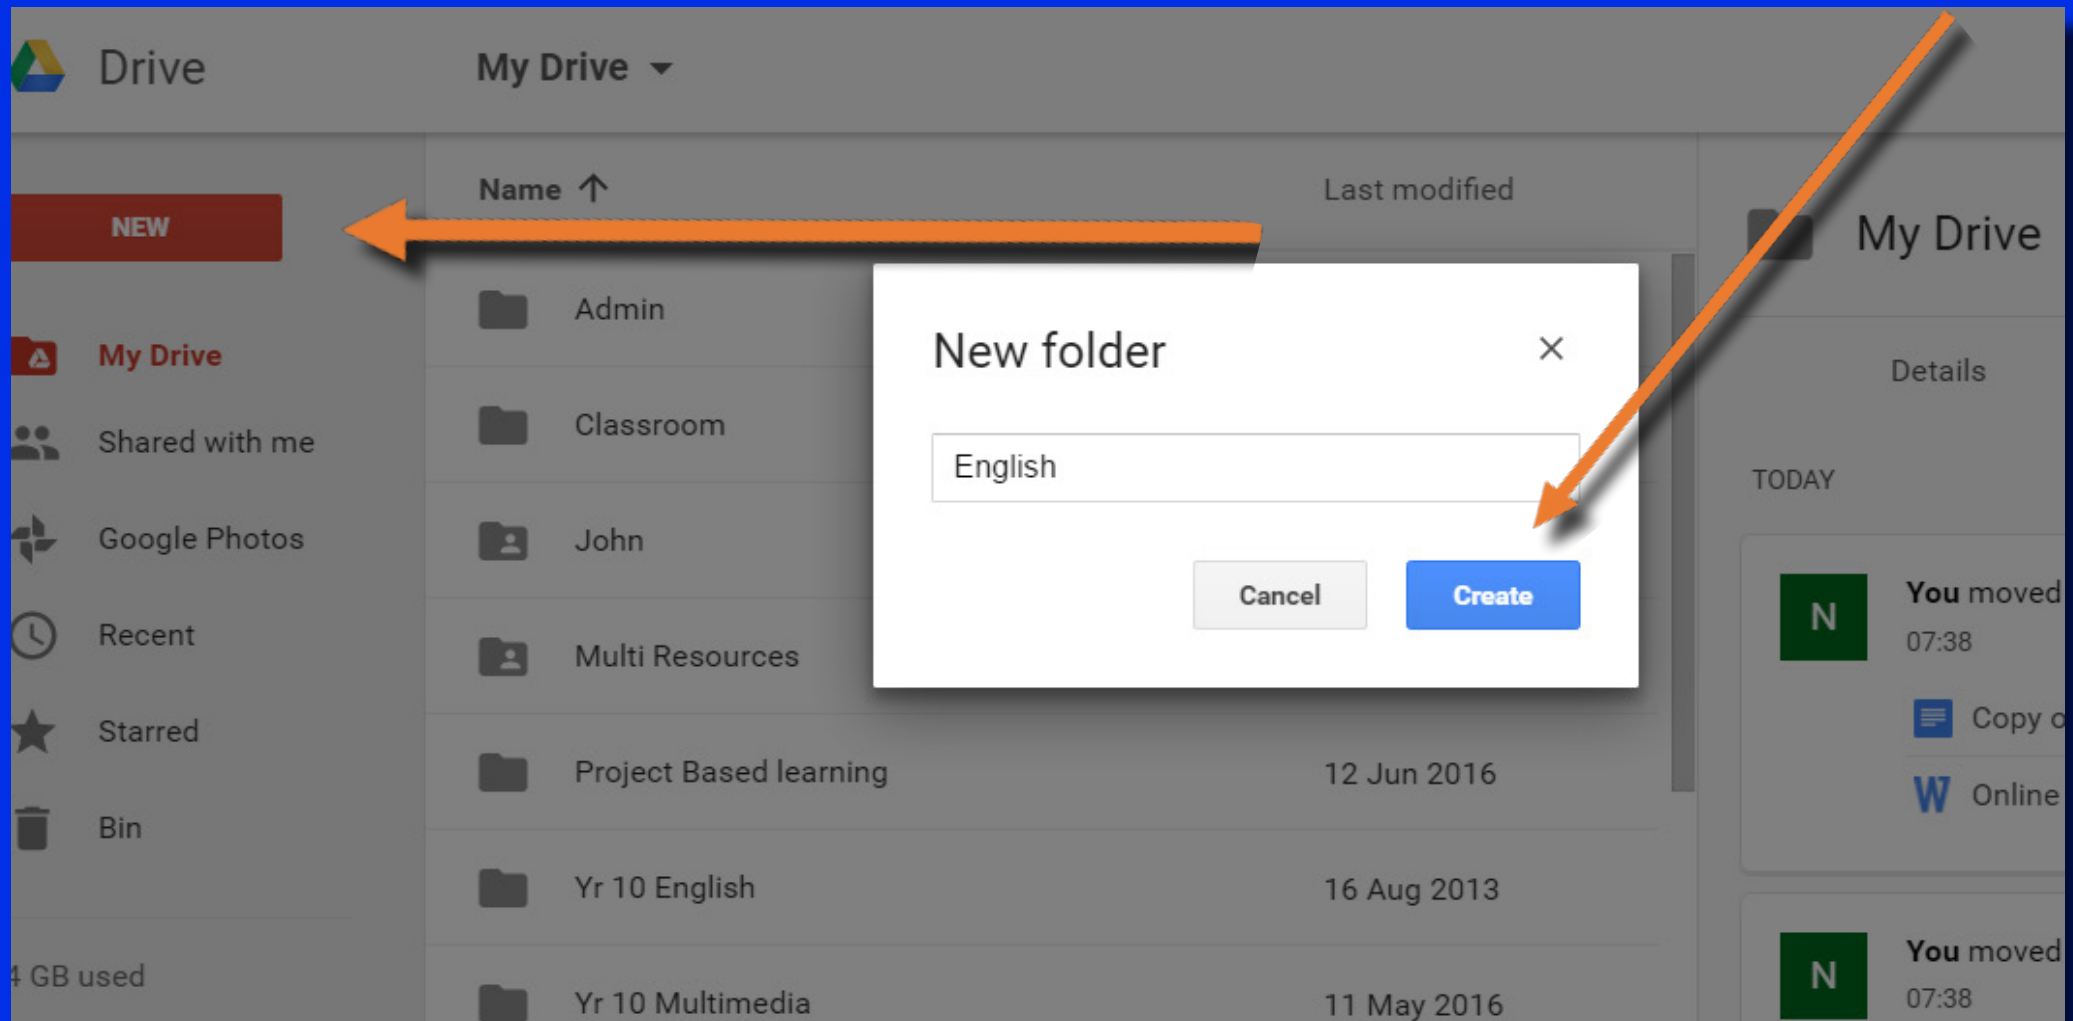 Drive
My Drive
NEW
My Drive
Shared with me
Google Photos
Recent
Starred
Bin
GB used
Name
Last modified
Admin
Classroom
John
Multi Resources
Project Based learning
12 Jun 2016
Yr 10 English
16 Aug 2013
Yr 10 Multimedia
11 May 2016
New folder
English
Cancel
Create
My Drive
Details
TODAY
N
You moved
07:38
Copy o
Online
N
You moved
07:38